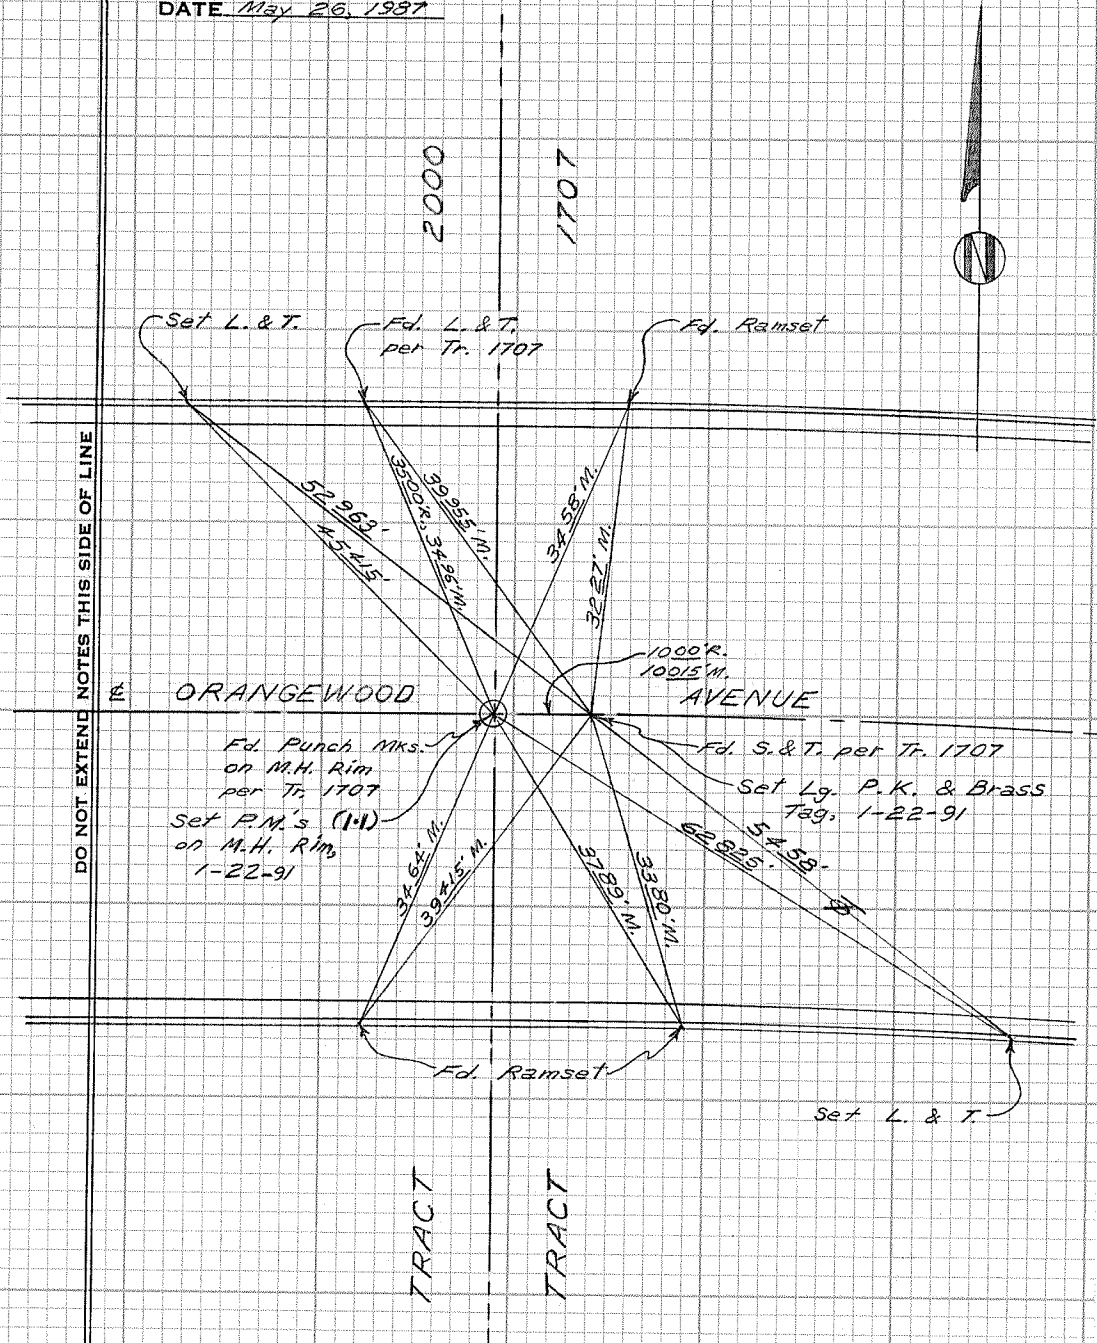 DATE May 26, 1987
2000
1707
N
Set L. & T.
Fd. L. & T.
per Tr. 1707
Fd. Ramset
DO NOT EXTEND NOTES THIS SIDE OF LINE
52.963'
45.415'
35.00'R., 34.96'M.
39.955'M.
34.58'M.
32.27'M.
10.00'R.
10.015'M.
℄ ORANGEWOOD AVENUE
Fd. Punch Mks.
on M.H. Rim
per Tr. 1707
Set P.M.'s (1·1)
on M.H. Rim,
1-22-91
Fd. S. & T. per Tr. 1707
Set Lg. P.K. & Brass
Tag, 1-22-91
34.64' M.
39.415' M.
37.89' M.
33.80' M.
62.825'
54.58'
Fd. Ramset
Set L. & T.
TRACT
TRACT